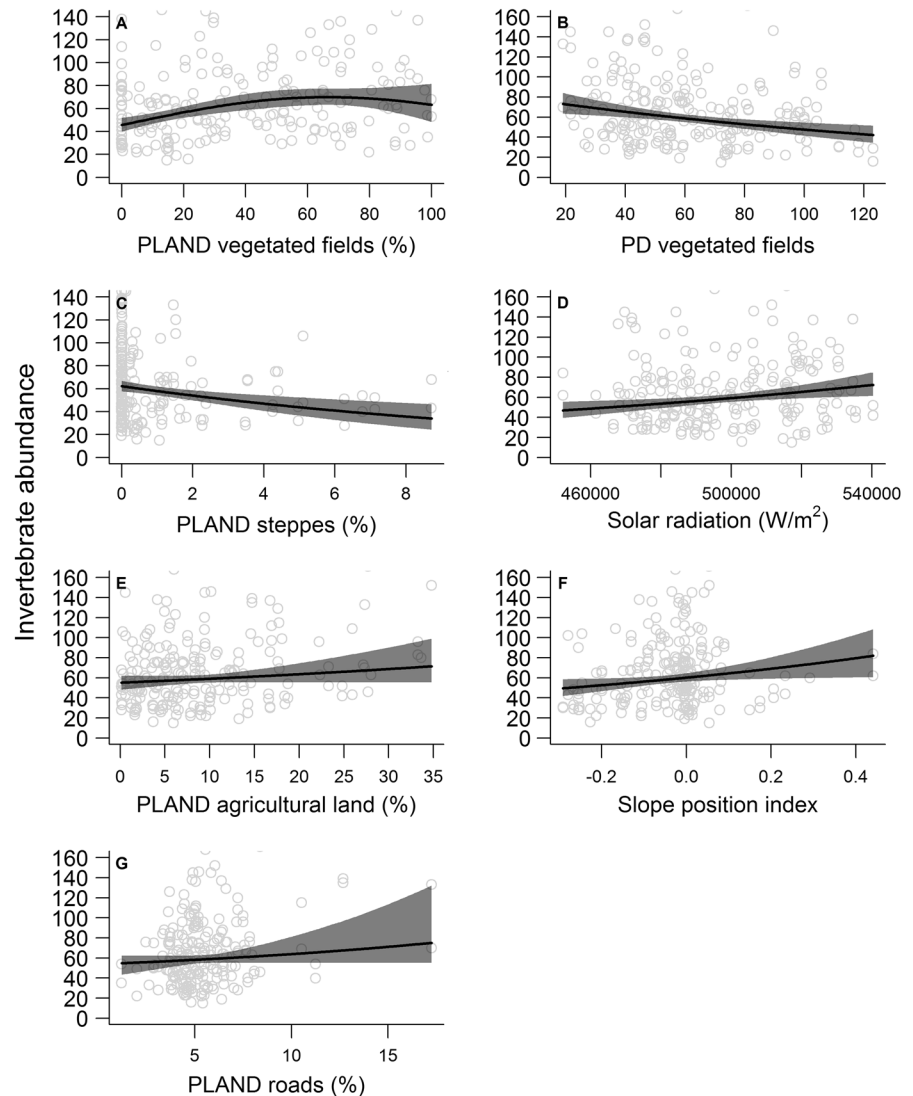 A
140
120
100
80
60
40
20
0
0 20 40 60 80 100
PLAND vegetated fields (%)
B
160
140
120
100
80
60
40
20
0
20 40 60 80 100 120
PD vegetated fields
C
140
120
100
80
60
40
20
0
0 2 4 6 8
PLAND steppes (%)
D
160
140
120
100
80
60
40
20
0
460000 500000 540000
Solar radiation (W/m²)
Invertebrate abundance
E
160
140
120
100
80
60
40
20
0
0 5 10 15 20 25 30 35
PLAND agricultural land (%)
F
160
140
120
100
80
60
40
20
0
-0.2 0.0 0.2 0.4
Slope position index
G
160
140
120
100
80
60
40
20
0
5 10 15
PLAND roads (%)